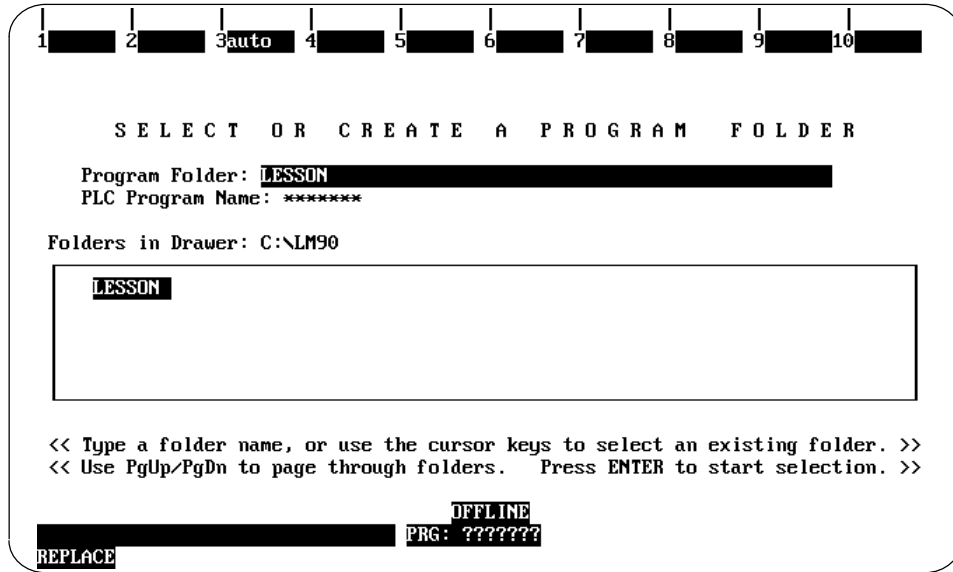 1 2 3auto 4 5 6 7 8 9 10
SELECT OR CREATE A PROGRAM FOLDER
Program Folder: LESSON
PLC Program Name: *******
Folders in Drawer: C:\LM90
LESSON
<< Type a folder name, or use the cursor keys to select an existing folder. >>
<< Use PgUp/PgDn to page through folders. Press ENTER to start selection. >>
OFFLINE
PRG: ???????
REPLACE